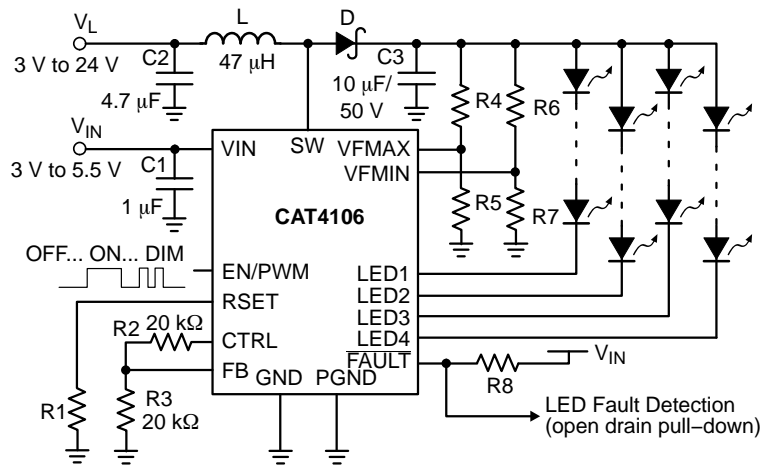 VL
L
D
C2
47 μH
C3
3 V to 24 V
4.7 μF
10 μF/
50 V
R4
R6
VIN
C1
VIN
SW
VFMAX
3 V to 5.5 V
VFMIN
1 μF
CAT4106
R5
R7
OFF... ON... DIM
EN/PWM
LED1
RSET
LED2
R2
20 kΩ
CTRL
LED3
LED4
FAULT
VIN
FB
GND
PGND
R8
R1
R3
20 kΩ
LED Fault Detection
(open drain pull–down)